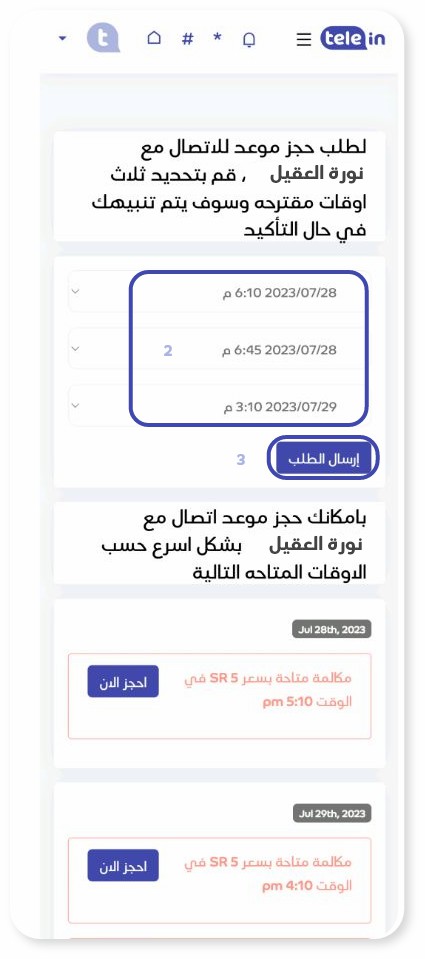 tele in
# *
t
لطلب حجز موعد للاتصال مع
نورة العقيل ، قم بتحديد ثلاث
اوقات مقترحه وسوف يتم تنبيهك
في حال التأكيد
2023/07/28 6:10 م
2023/07/28 6:45 م
2
2023/07/29 3:10 م
إرسال الطلب
3
بامكانك حجز موعد اتصال مع
نورة العقيل بشكل اسرع حسب
الاوقات المتاحه التالية
Jul 28th, 2023
مكالمة متاحة بسعر 5 SR في
الوقت 5:10 pm
احجز الان
Jul 29th, 2023
مكالمة متاحة بسعر 5 SR في
الوقت 4:10 pm
احجز الان